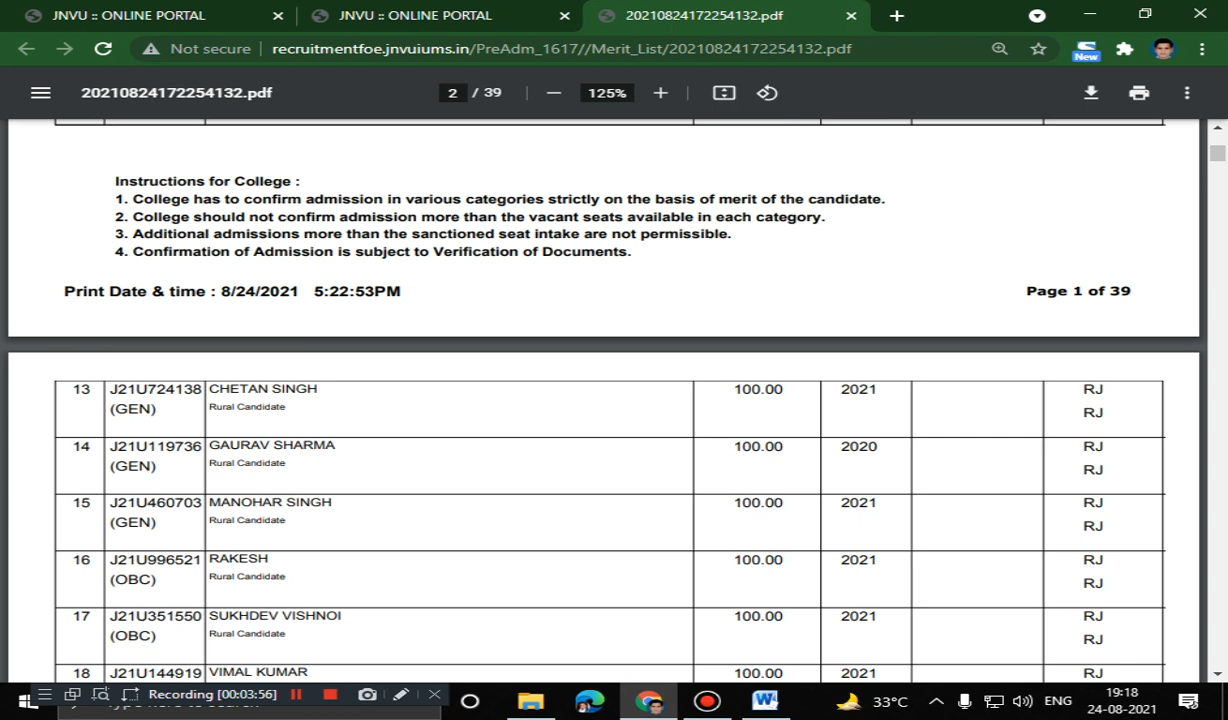 JNVU :: ONLINE PORTAL
JNVU :: ONLINE PORTAL
20210824172254132.pdf
Not secure
recruitmentfoe.jnvuiums.in/PreAdm_1617//Merit_List/20210824172254132.pdf
New
20210824172254132.pdf
2 / 39
125%
Instructions for College :
1. College has to confirm admission in various categories strictly on the basis of merit of the candidate.
2. College should not confirm admission more than the vacant seats available in each category.
3. Additional admissions more than the sanctioned seat intake are not permissible.
4. Confirmation of Admission is subject to Verification of Documents.
Print Date & time : 8/24/2021 5:22:53PM Page 1 of 39
13 J21U724138 CHETAN SINGH 100.00 2021 RJ
(GEN) Rural Candidate RJ
14 J21U119736 GAURAV SHARMA 100.00 2020 RJ
(GEN) Rural Candidate RJ
15 J21U460703 MANOHAR SINGH 100.00 2021 RJ
(GEN) Rural Candidate RJ
16 J21U996521 RAKESH 100.00 2021 RJ
(OBC) Rural Candidate RJ
17 J21U351550 SUKHDEV VISHNOI 100.00 2021 RJ
(OBC) Rural Candidate RJ
18 J21U144919 VIMAL KUMAR 100.00 2021 RJ
Recording [00:03:56]
33°C
ENG
19:18
24-08-2021